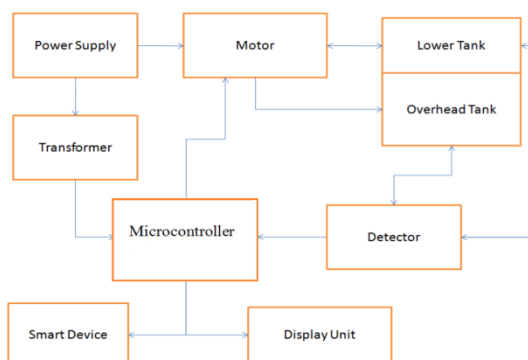 Power Supply
Motor
Lower Tank
Overhead Tank
Transformer
Microcontroller
Detector
Smart Device
Display Unit